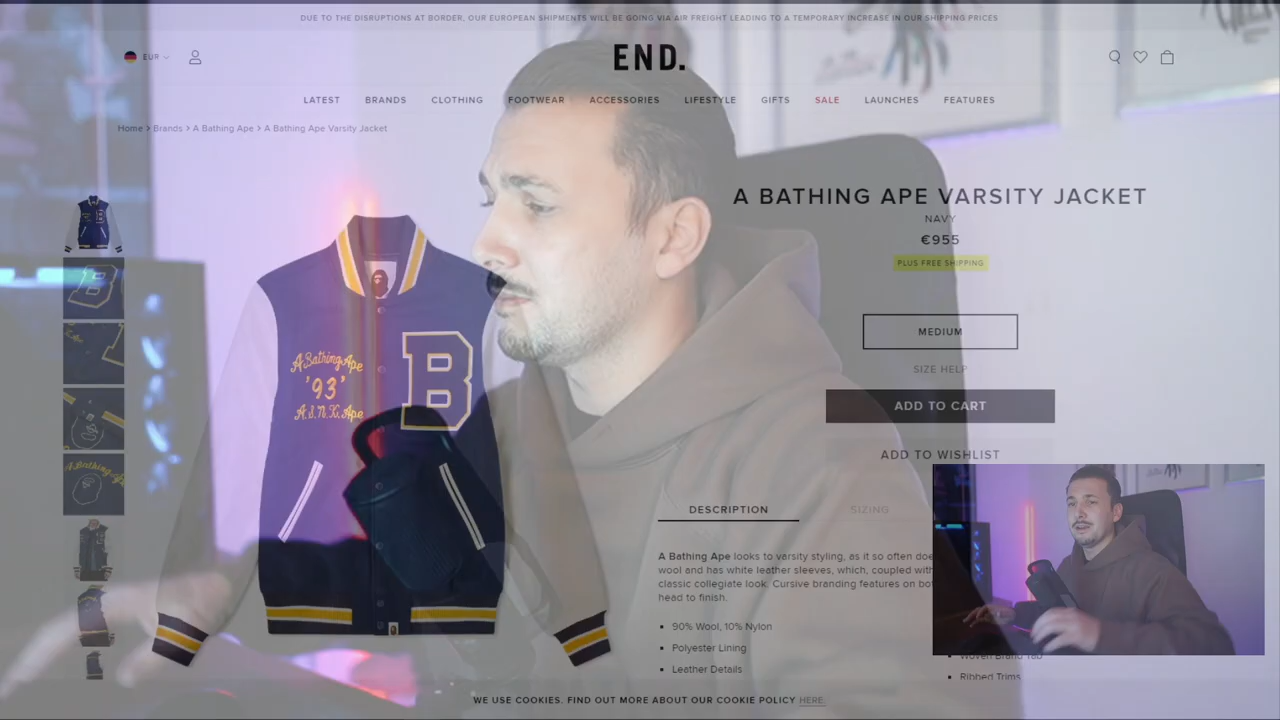 DUE TO THE DISRUPTIONS AT BORDER, OUR EUROPEAN SHIPMENTS WILL BE GOING VIA AIR FREIGHT LEADING TO A TEMPORARY INCREASE IN OUR SHIPPING PRICES
EUR
END.
LATEST BRANDS CLOTHING FOOTWEAR ACCESSORIES LIFESTYLE GIFTS SALE LAUNCHES FEATURES
Home > Brands > A Bathing Ape > A Bathing Ape Varsity Jacket
A BATHING APE VARSITY JACKET
NAVY
€955
PLUS FREE SHIPPING
MEDIUM
SIZE HELP
ADD TO CART
ADD TO WISHLIST
A Bathing Ape
'93'
A.S.N.K.Ape
B
DESCRIPTION SIZING
A Bathing Ape looks to varsity styling, as it so often doe
wool and has white leather sleeves, which, coupled with
classic collegiate look. Cursive branding features on bot
head to finish.
90% Wool, 10% Nylon
Polyester Lining
Leather Details
Woven Brand Tab
Ribbed Trims
WE USE COOKIES. FIND OUT MORE ABOUT OUR COOKIE POLICY HERE.